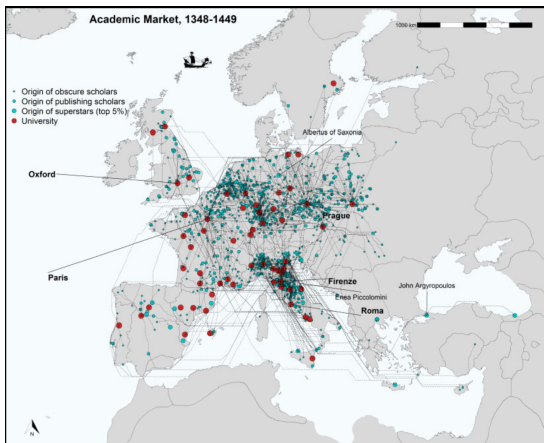 Academic Market, 1348-1449
1000 km
Origin of obscure scholars
Origin of publishing scholars
Origin of superstars (top 5%)
University
Albertus of Saxonia
Oxford
Prague
Paris
Firenze
John Argyropoulos
Enea Piccolomini
Roma
N